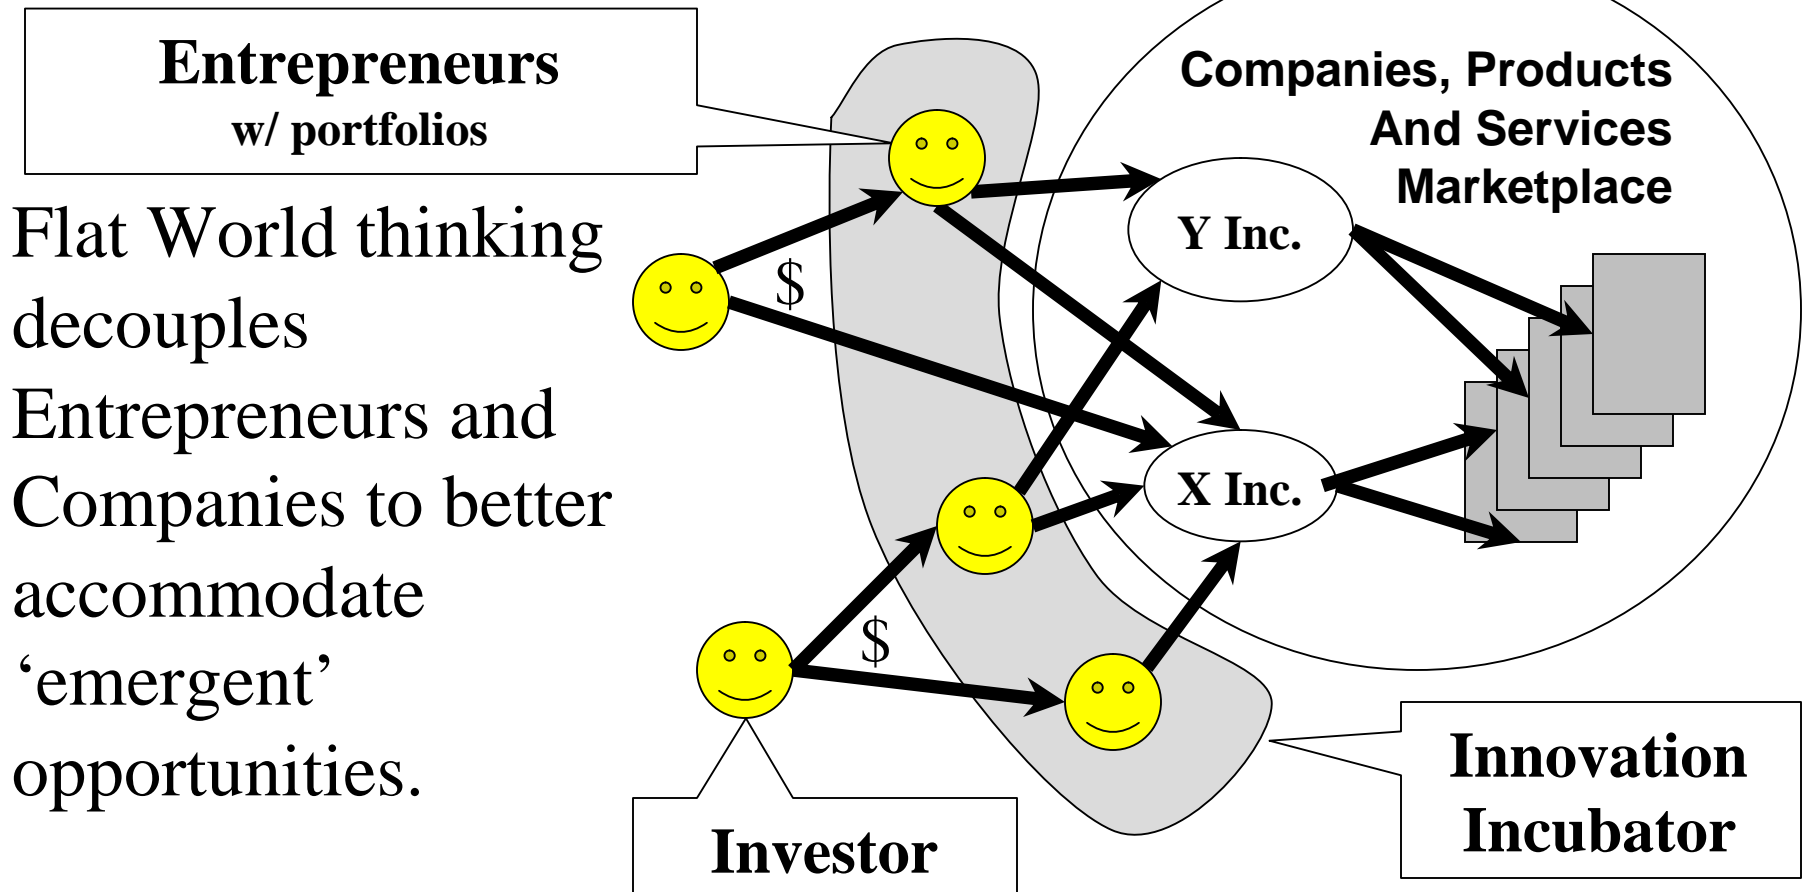 Entrepreneurs
w/ portfolios
Companies, Products
And Services
Marketplace
Flat World thinking
decouples
Entrepreneurs and
Companies to better
accommodate
‘emergent’
opportunities.
$
Y Inc.
X Inc.
$
Innovation
Incubator
Investor